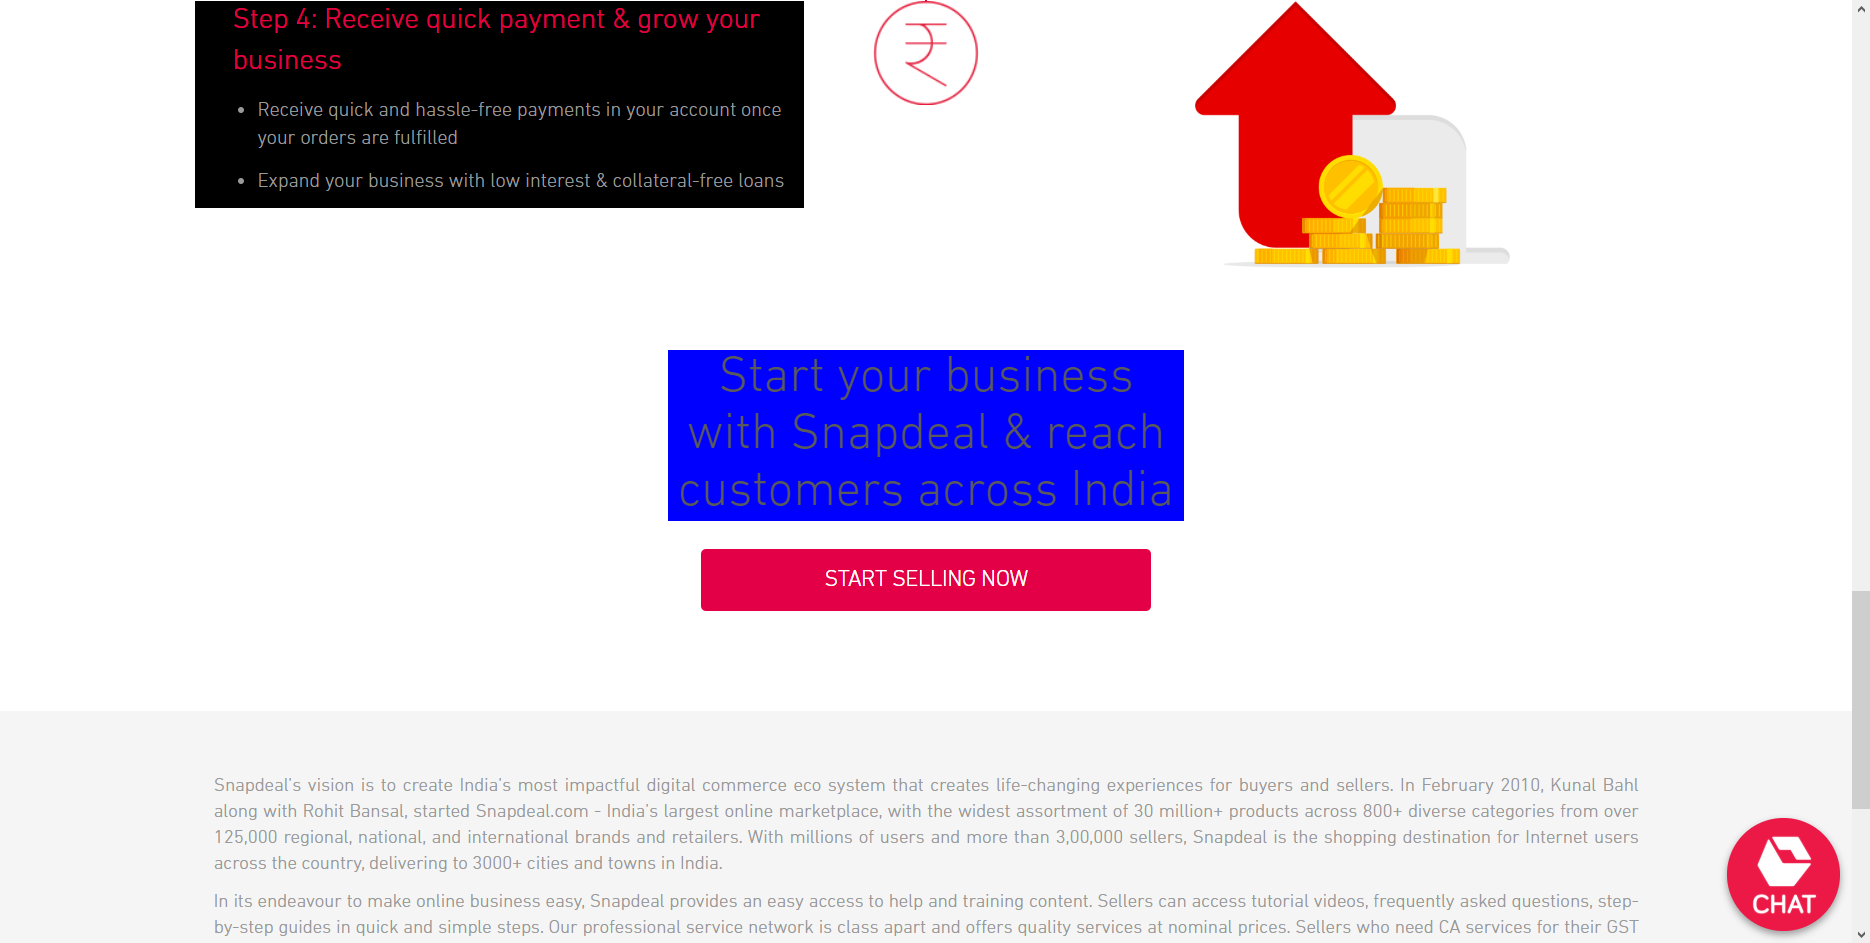 Step 4: Receive quick payment & grow your
business
• Receive quick and hassle-free payments in your account once
your orders are fulfilled
• Expand your business with low interest & collateral-free loans
₹
Start your business
with Snapdeal & reach
customers across India
START SELLING NOW
Snapdeal's vision is to create India's most impactful digital commerce eco system that creates life-changing experiences for buyers and sellers. In February 2010, Kunal Bahl
along with Rohit Bansal, started Snapdeal.com - India's largest online marketplace, with the widest assortment of 30 million+ products across 800+ diverse categories from over
125,000 regional, national, and international brands and retailers. With millions of users and more than 3,00,000 sellers, Snapdeal is the shopping destination for Internet users
across the country, delivering to 3000+ cities and towns in India.
In its endeavour to make online business easy, Snapdeal provides an easy access to help and training content. Sellers can access tutorial videos, frequently asked questions, step-
by-step guides in quick and simple steps. Our professional service network is class apart and offers quality services at nominal prices. Sellers who need CA services for their GST
CHAT